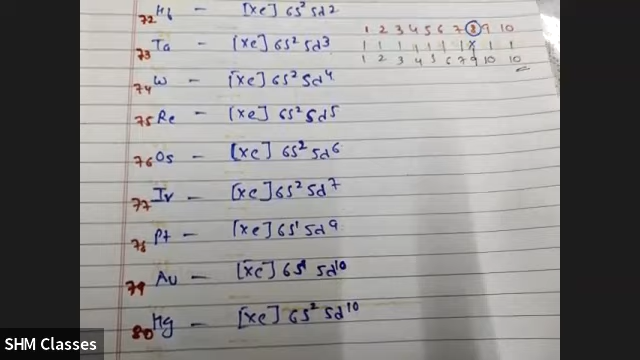 72Hf - [Xe] 6s² 5d2
73Ta - [Xe] 6s² 5d3
74W - [Xe] 6s² 5d4
75Re - [Xe] 6s² 5d5
76Os - [Xe] 6s² 5d6
77Ir - [Xe] 6s² 5d7
78Pt - [Xe] 6s¹ 5d9
79Au - [Xe] 6s¹ 5d10
80Hg - [Xe] 6s² 5d10
1 2 3 4 5 6 7 8 9 10
1 2 3 4 5 6 7 9 10 10
SHM Classes